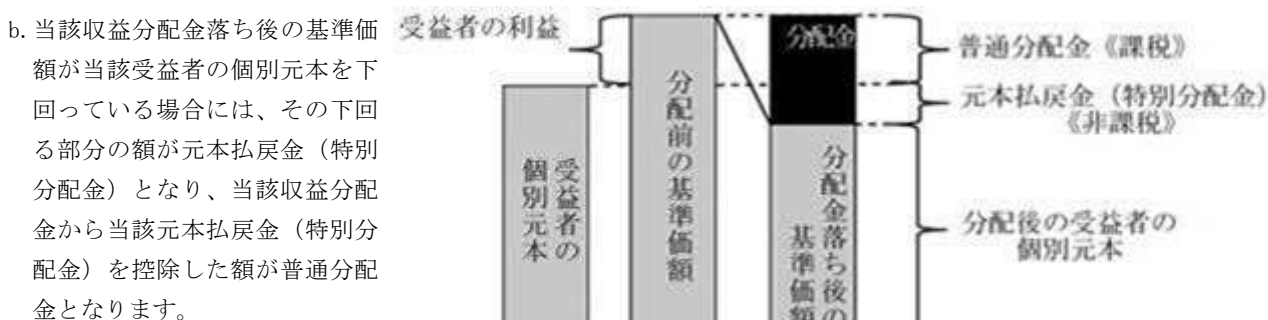 b. 当該収益分配金落ち後の基準価
額が当該受益者の個別元本を下
回っている場合には、その下回
る部分の額が元本払戻金（特別
分配金）となり、当該収益分配
金から当該元本払戻金（特別分
配金）を控除した額が普通分配
金となります。
受益者の利益
受益者の
個別元本
分配前の基準価額
分配金
分配金落ち後の
基準価額
普通分配金《課税》
元本払戻金（特別分配金）
《非課税》
分配後の受益者の
個別元本